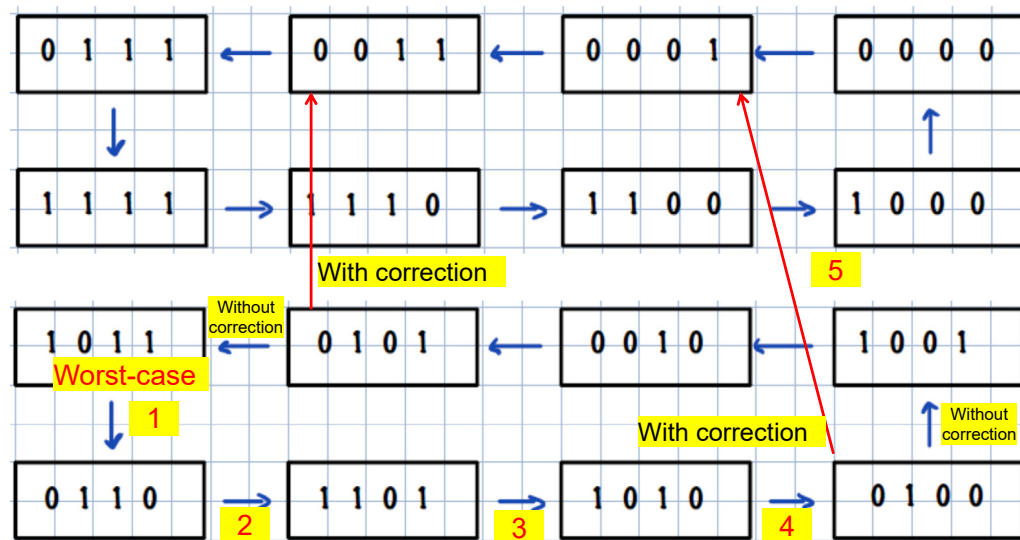 0 1 1 1
0 0 1 1
0 0 0 1
0 0 0 0
1 1 1 1
1 1 1 0
1 1 0 0
1 0 0 0
With correction
5
Without
correction
1 0 1 1
0 1 0 1
0 0 1 0
1 0 0 1
Worst-case
1
With correction
Without
correction
0 1 1 0
1 1 0 1
1 0 1 0
0 1 0 0
2
3
4